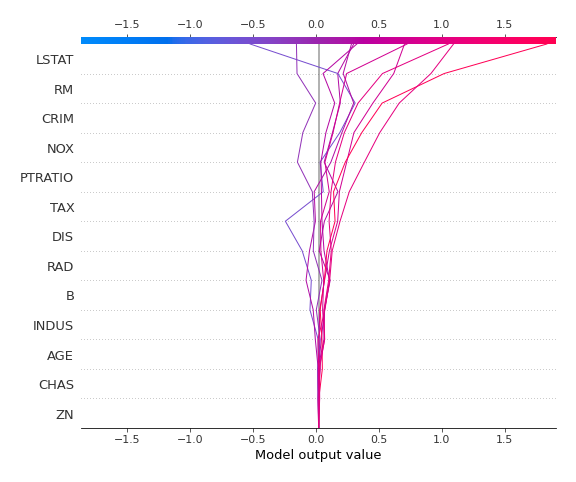 −1.5 −1.0 −0.5 0.0 0.5 1.0 1.5
LSTAT
RM
CRIM
NOX
PTRATIO
TAX
DIS
RAD
B
INDUS
AGE
CHAS
ZN
−1.5 −1.0 −0.5 0.0 0.5 1.0 1.5
Model output value